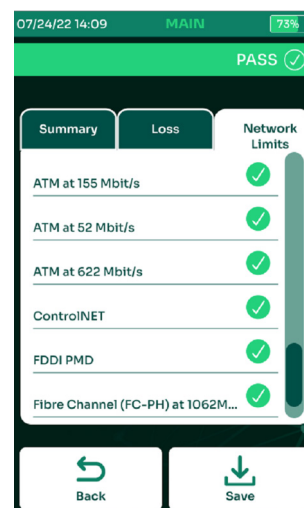 07/24/22 14:09 MAIN 73%
PASS
Summary Loss Network
Limits
ATM at 155 Mbit/s
ATM at 52 Mbit/s
ATM at 622 Mbit/s
ControlNET
FDDI PMD
Fibre Channel (FC-PH) at 1062M...
Back Save